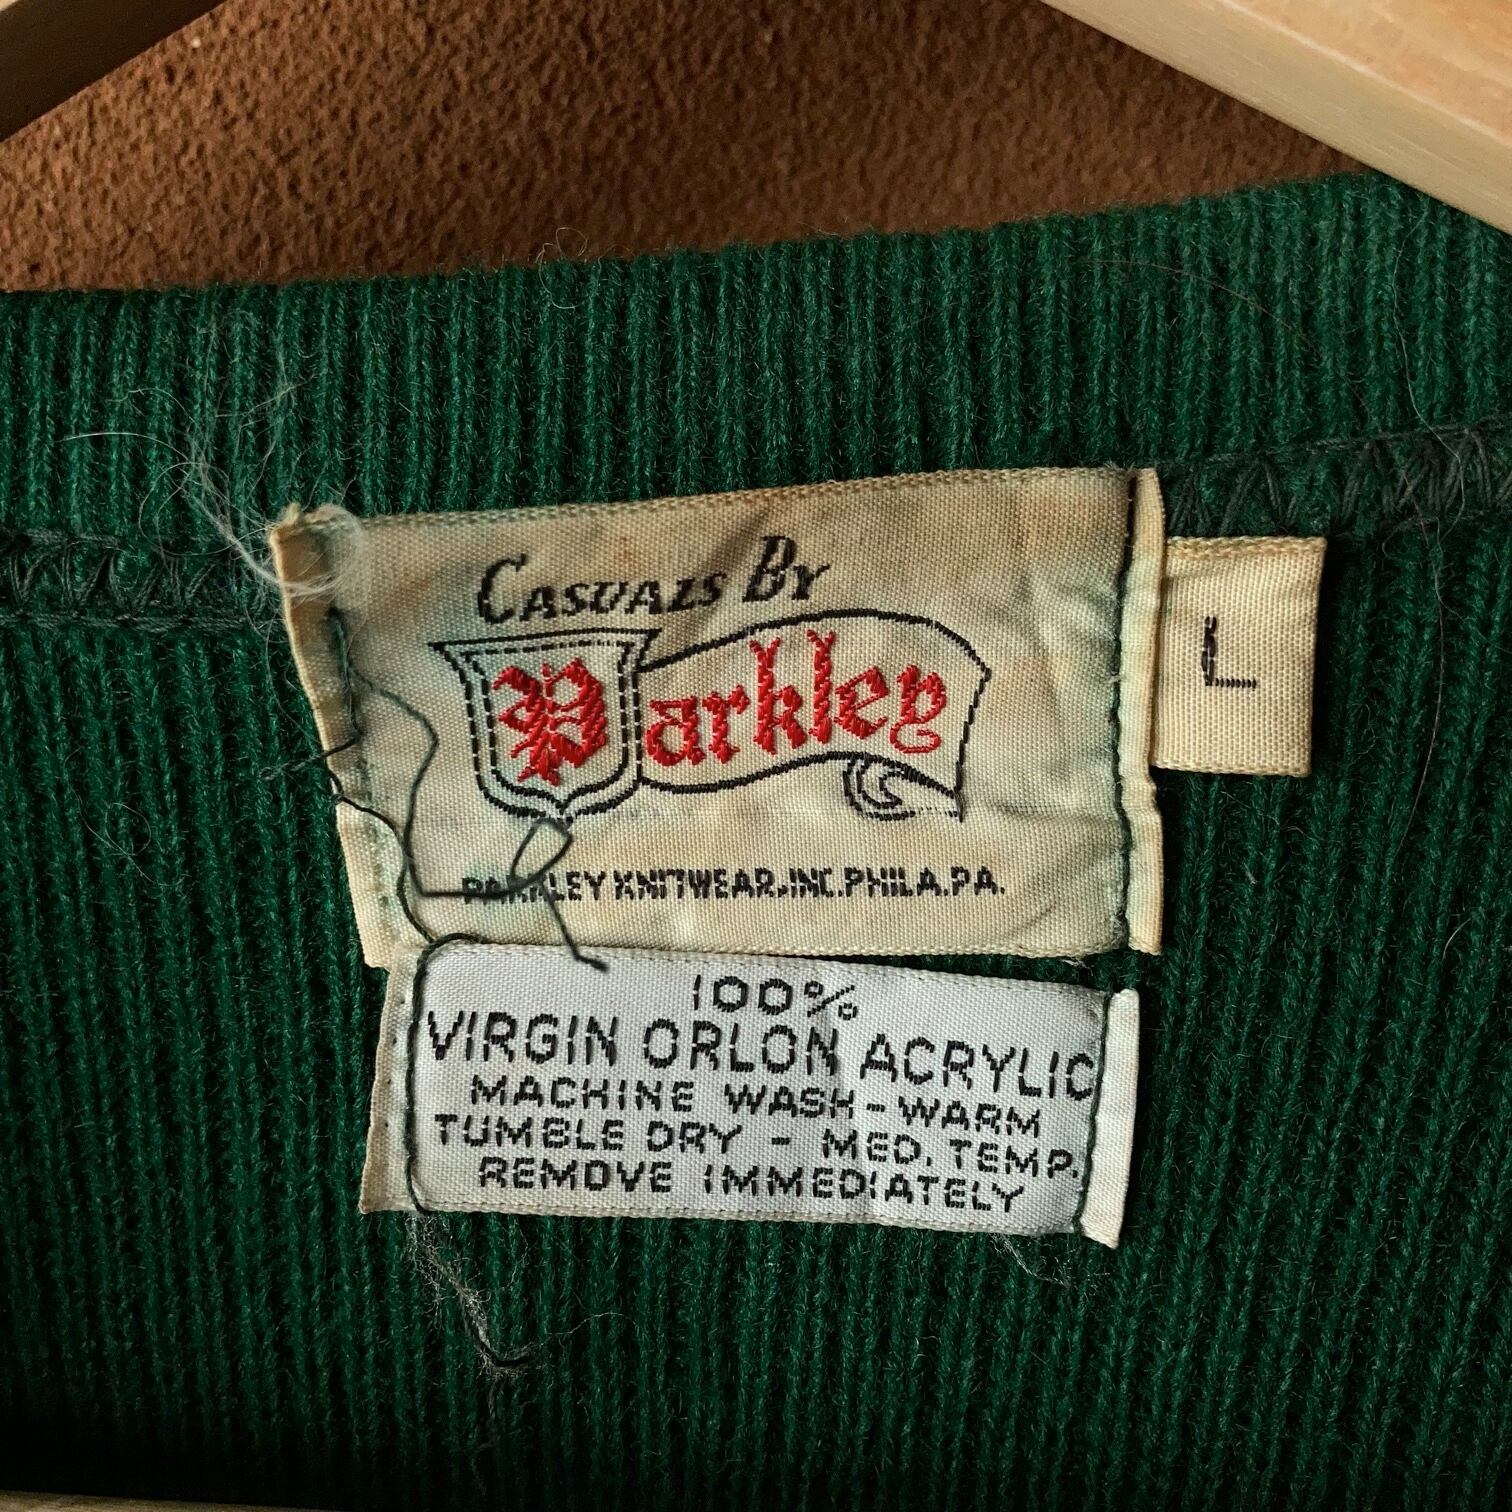 CASUALS BY
Parkley
L
PARKLEY KNITWEAR, INC. PHILA. PA.
100%
VIRGIN ORLON ACRYLIC
MACHINE WASH - WARM
TUMBLE DRY - MED. TEMP.
REMOVE IMMEDIATELY